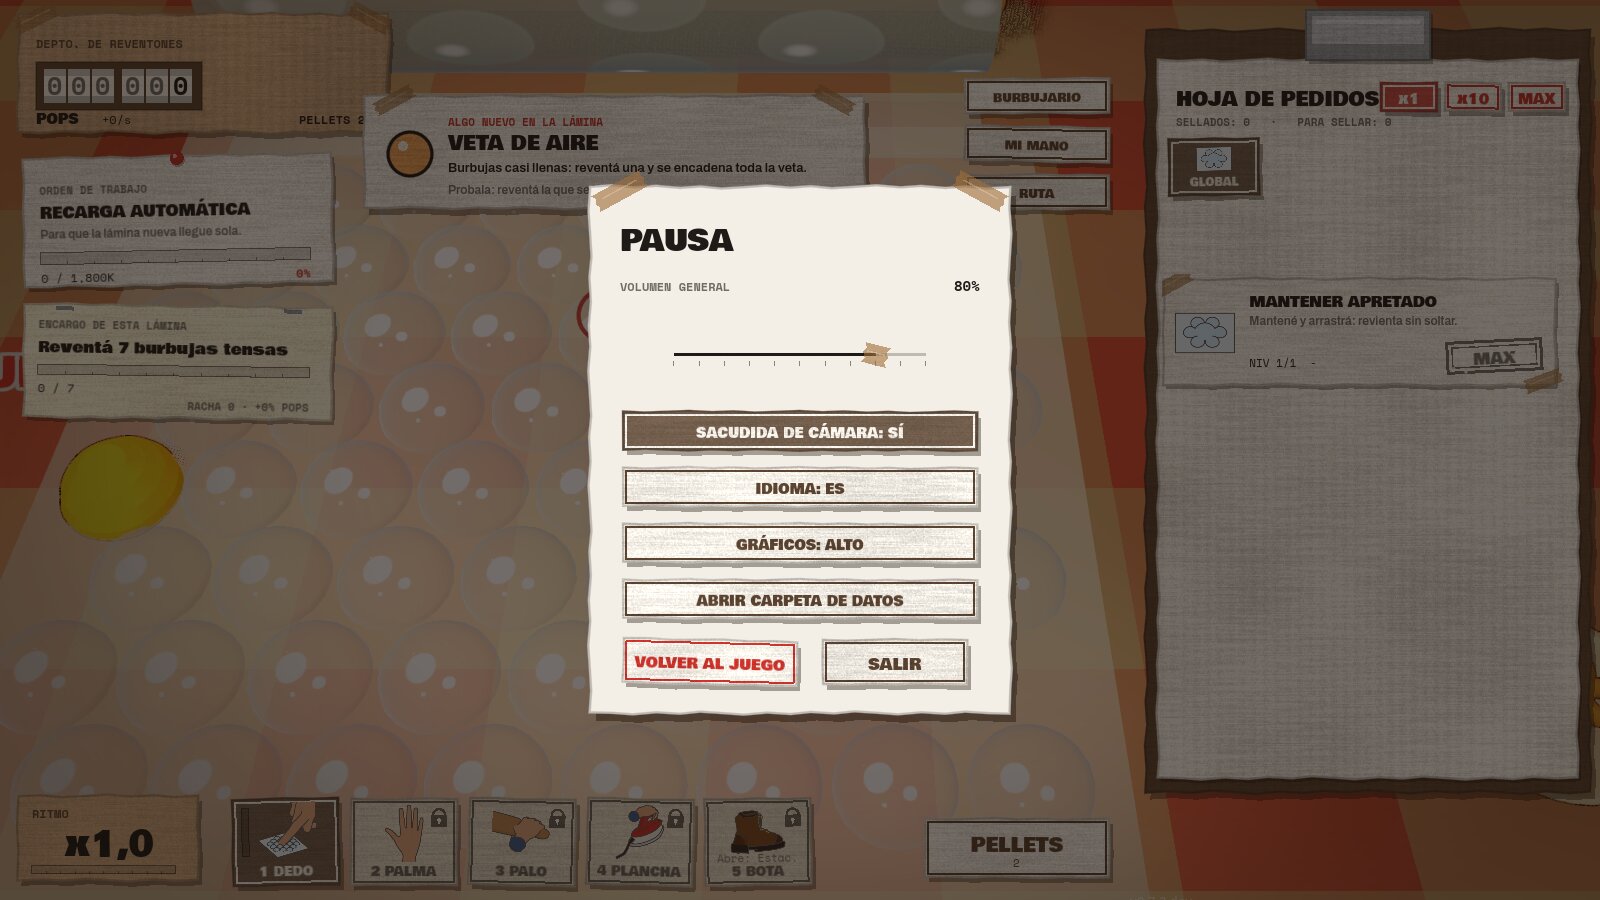 DEPTO. DE REVENTONES
000 000
POPS +0/s PELLETS 2
ORDEN DE TRABAJO
RECARGA AUTOMÁTICA
Para que la lámina nueva llegue sola.
0 / 1,800K 0%
ENCARGO DE ESTA LÁMINA
Reventá 7 burbujas tensas
0 / 7
RACHA 0 · +0% POPS
ALGO NUEVO EN LA LÁMINA
VETA DE AIRE
Burbujas casi llenas: reventá una y se encadena toda la veta.
Probala: reventá la que se
BURBUJARIO
MI MANO
RUTA
HOJA DE PEDIDOS x1 x10 MAX
SELLADOS: 0 · PARA SELLAR: 0
GLOBAL
MANTENER APRETADO
Mantené y arrastrá: revienta sin soltar.
NIV 1/1 - MAX
PAUSA
VOLUMEN GENERAL 80%
SACUDIDA DE CÁMARA: SÍ
IDIOMA: ES
GRÁFICOS: ALTO
ABRIR CARPETA DE DATOS
VOLVER AL JUEGO SALIR
RITMO
x1,0
1 DEDO
2 PALMA
3 PALO
4 PLANCHA
Abre: Estac.
5 BOTA
PELLETS
2